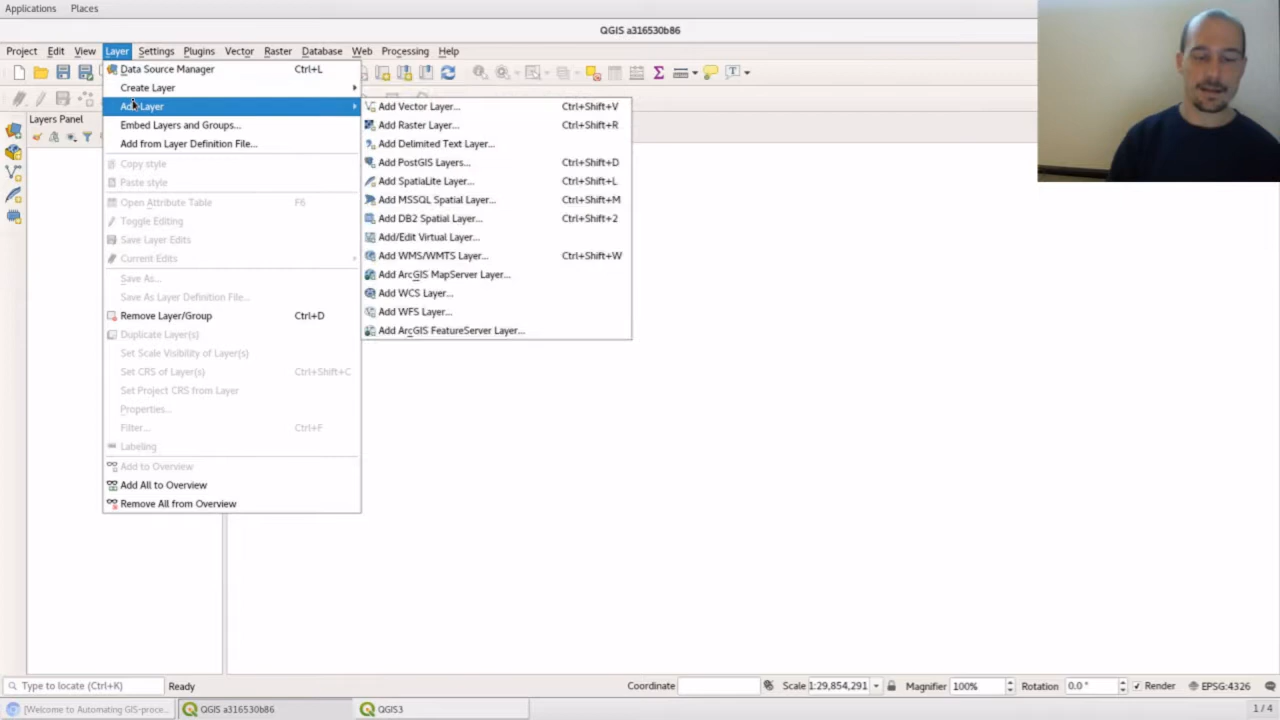 Applications Places
QGIS a316530b86
Project Edit View Layer Settings Plugins Vector Raster Database Web Processing Help
Data Source Manager Ctrl+L
Create Layer
Add Layer
Embed Layers and Groups...
Add from Layer Definition File...
Copy style
Paste style
Open Attribute Table F6
Toggle Editing
Save Layer Edits
Current Edits
Save As...
Save As Layer Definition File...
Remove Layer/Group Ctrl+D
Duplicate Layer(s)
Set Scale Visibility of Layer(s)
Set CRS of Layer(s) Ctrl+Shift+C
Set Project CRS from Layer
Properties...
Filter... Ctrl+F
Labeling
Add to Overview
Add All to Overview
Remove All from Overview
Add Vector Layer... Ctrl+Shift+V
Add Raster Layer... Ctrl+Shift+R
Add Delimited Text Layer...
Add PostGIS Layers... Ctrl+Shift+D
Add SpatiaLite Layer... Ctrl+Shift+L
Add MSSQL Spatial Layer... Ctrl+Shift+M
Add DB2 Spatial Layer... Ctrl+Shift+2
Add/Edit Virtual Layer...
Add WMS/WMTS Layer... Ctrl+Shift+W
Add ArcGIS MapServer Layer...
Add WCS Layer...
Add WFS Layer...
Add ArcGIS FeatureServer Layer...
Layers Panel
Type to locate (Ctrl+K) Ready Coordinate Scale 1:29,854,291 Magnifier 100% Rotation 0.0 ° Render EPSG:4326
[Welcome to Automating GIS-proce... QGIS a316530b86 QGIS3 1 / 4